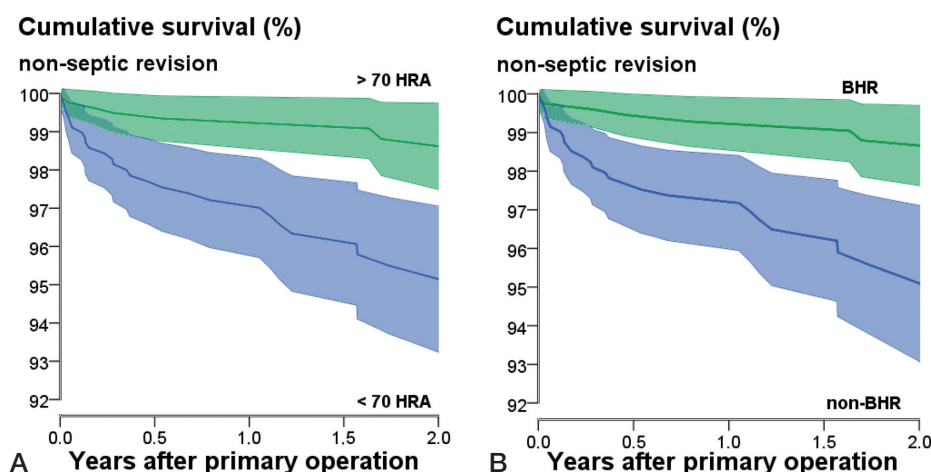 Cumulative survival (%)
non-septic revision
> 70 HRA
100
99
98
97
96
95
94
93
92
< 70 HRA
0.0 0.5 1.0 1.5 2.0
A Years after primary operation
Cumulative survival (%)
non-septic revision
BHR
100
99
98
97
96
95
94
93
92
non-BHR
0.0 0.5 1.0 1.5 2.0
B Years after primary operation